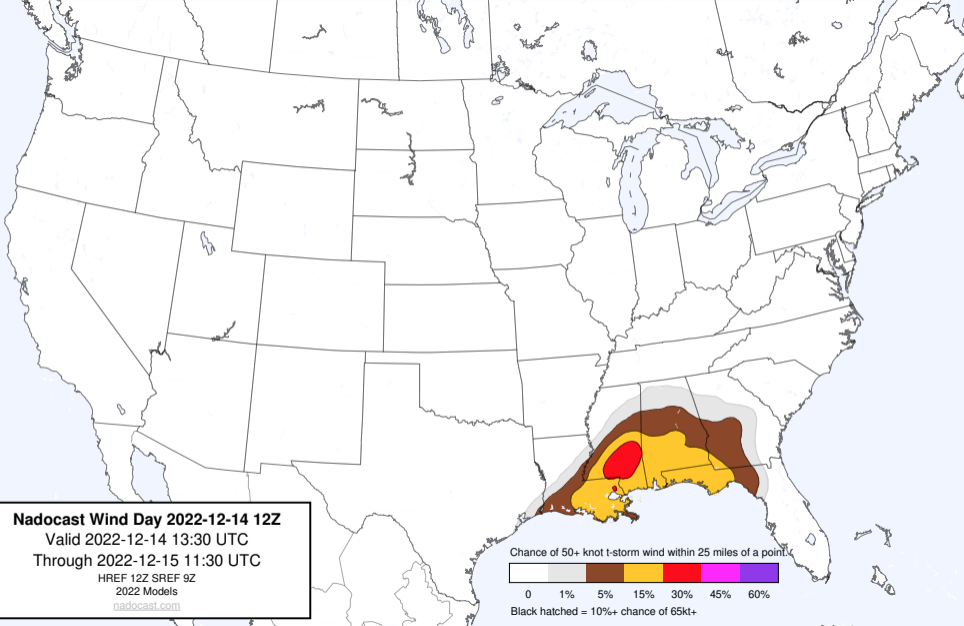 Nadocast Wind Day 2022-12-14 12Z
Valid 2022-12-14 13:30 UTC
Through 2022-12-15 11:30 UTC
HREF 12Z SREF 9Z
2022 Models
nadocast.com
Chance of 50+ knot t-storm wind within 25 miles of a point.
0 1% 5% 15% 30% 45% 60%
Black hatched = 10%+ chance of 65kt+